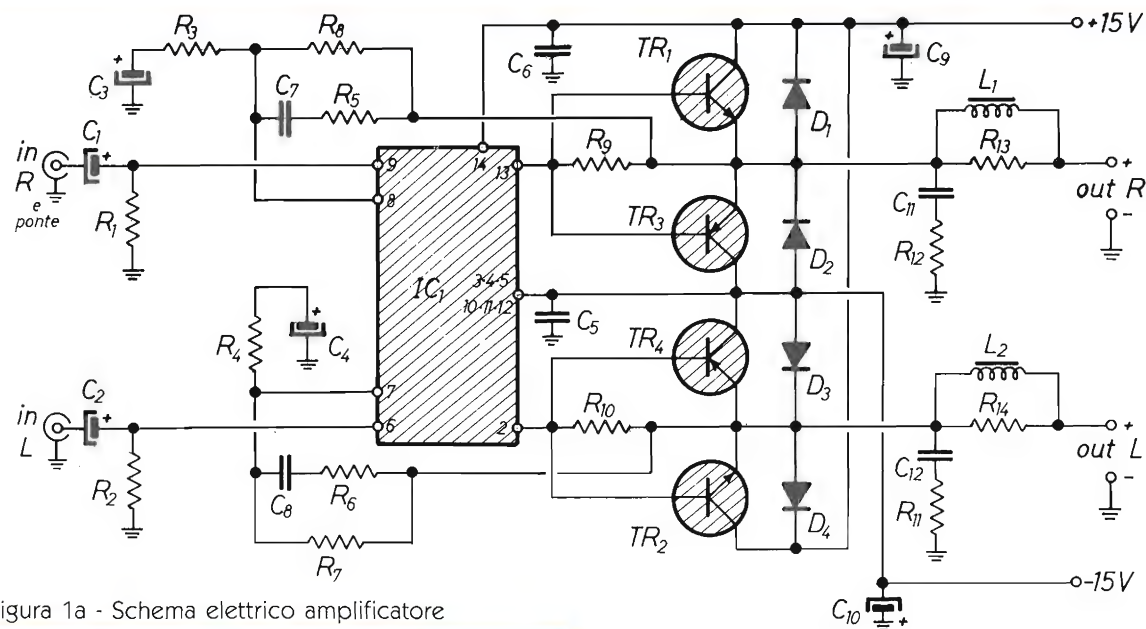 R3
R8
C3
C7
R5
C6
TR1
C9
+15V
D1
L1
R13
in
R
e
ponte
C1
R1
9
8
14
13
R9
+
out R
-
C11
R12
TR3
D2
IC1
3·4·5
10·11·12
C5
R4
C4
TR4
D3
L2
R14
in
L
C2
R2
7
6
2
R10
+
out L
-
C12
R11
C8
R6
R7
TR2
D4
-15V
C10
+
igura 1a - Schema elettrico amplificatore